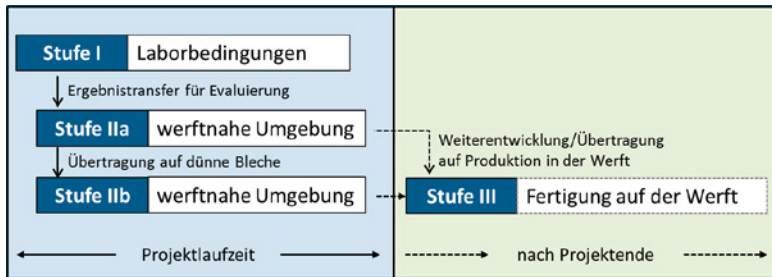 Stufe I Laborbedingungen
Ergebnistransfer für Evaluierung
Stufe IIa werftnahe Umgebung
Übertragung auf dünne Bleche
Stufe IIb werftnahe Umgebung
Projektlaufzeit
Weiterentwicklung/Übertragung
auf Produktion in der Werft
Stufe III Fertigung auf der Werft
nach Projektende